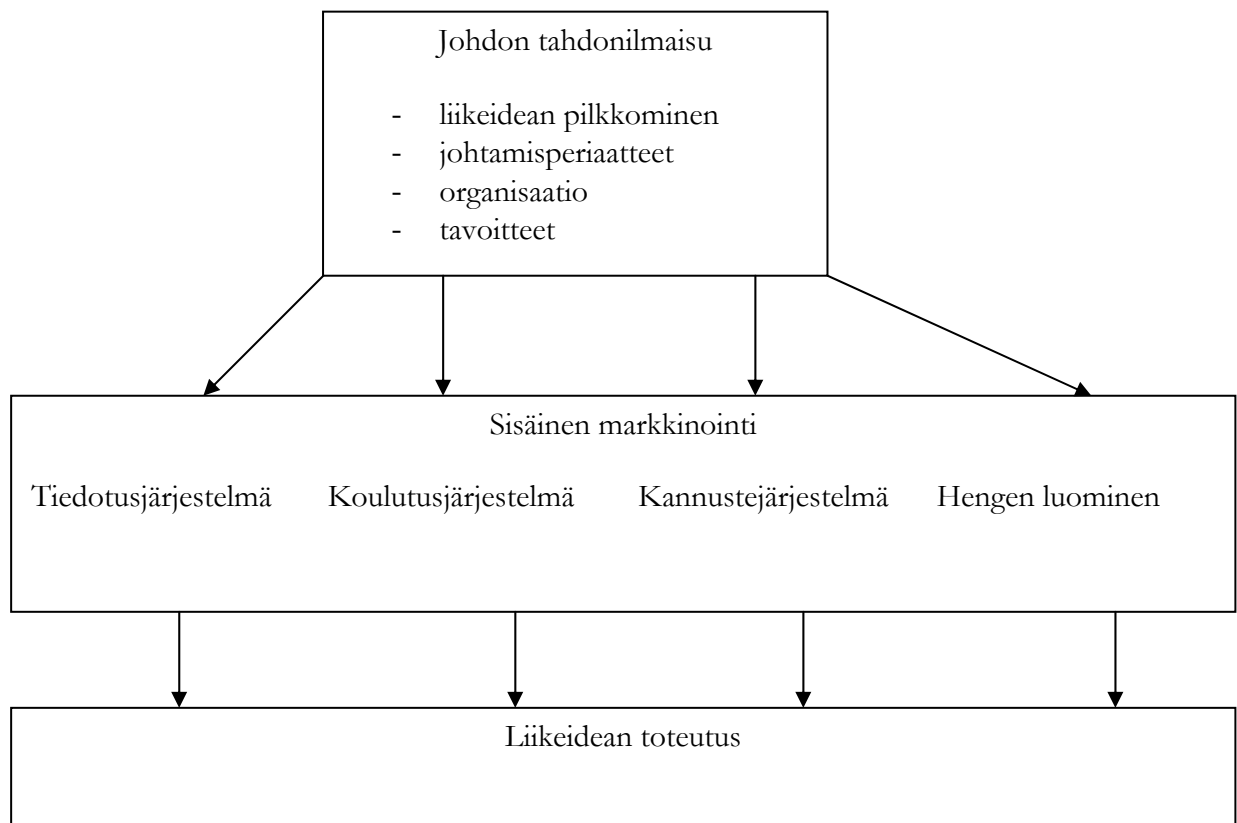 Johdon tahdonilmaisu
- liikeidean pilkkominen
- johtamisperiaatteet
- organisaatio
- tavoitteet
Sisäinen markkinointi
Tiedotusjärjestelmä Koulutusjärjestelmä Kannustejärjestelmä Hengen luominen
Liikeidean toteutus